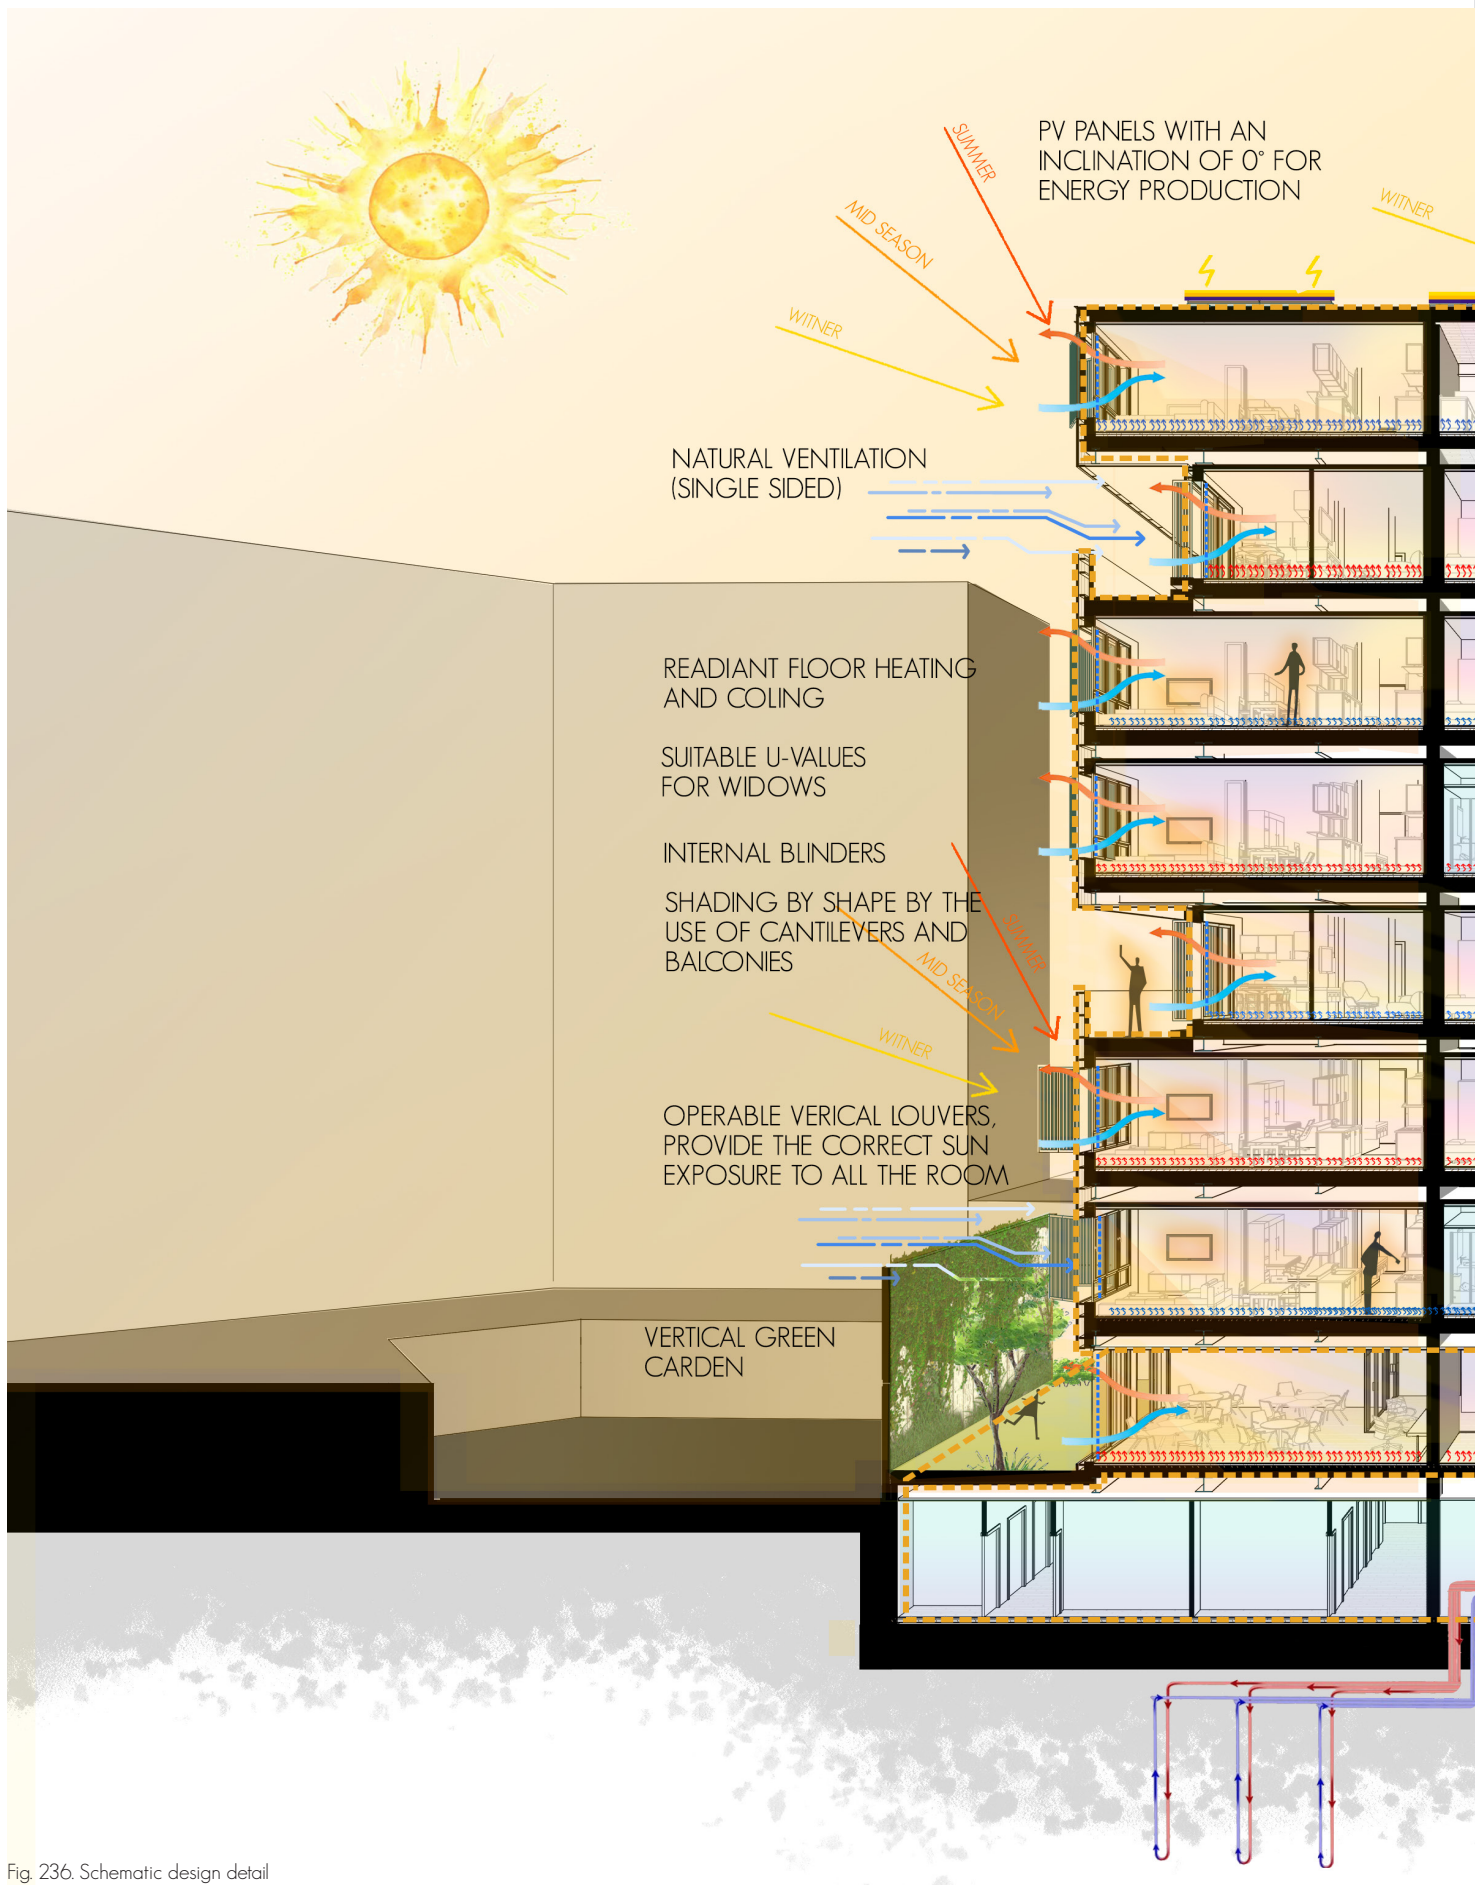 SUMMER
PV PANELS WITH AN
INCLINATION OF 0° FOR
ENERGY PRODUCTION
MID SEASON
WITNER
WITNER
NATURAL VENTILATION
(SINGLE SIDED)
READIANT FLOOR HEATING
AND COLING
SUITABLE U-VALUES
FOR WIDOWS
INTERNAL BLINDERS
SHADING BY SHAPE BY THE
USE OF CANTILEVERS AND
BALCONIES
SUMMER
MID SEASON
WITNER
OPERABLE VERICAL LOUVERS,
PROVIDE THE CORRECT SUN
EXPOSURE TO ALL THE ROOM
VERTICAL GREEN
CARDEN
Fig. 236. Schematic design detail